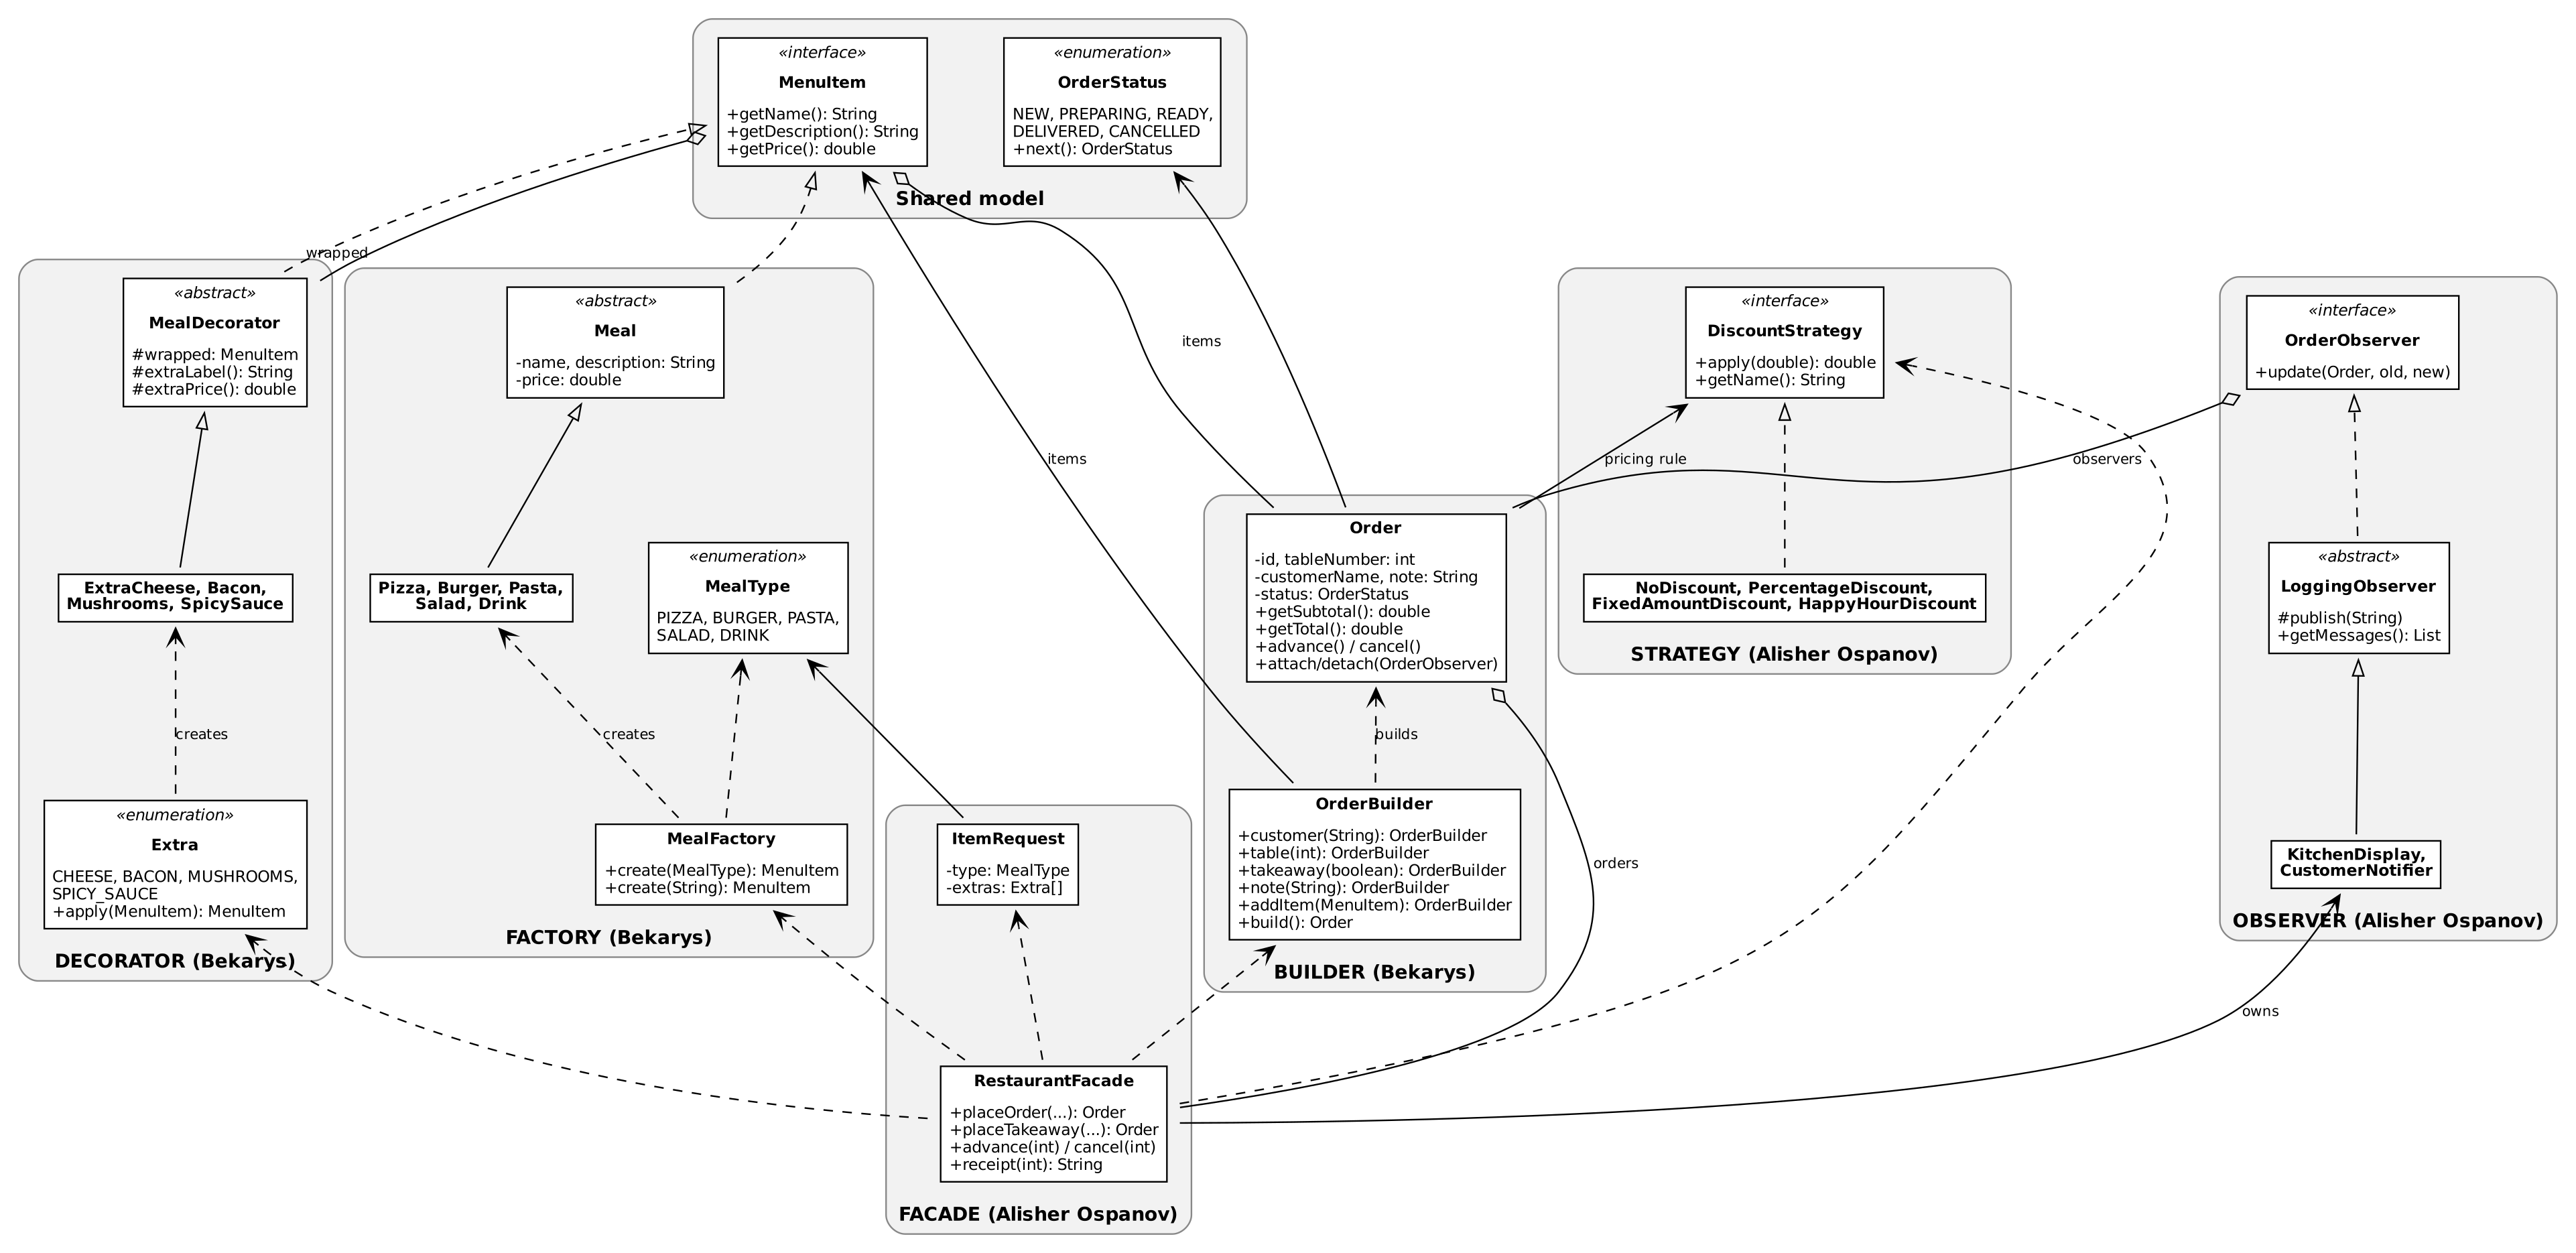 «interface»
MenuItem
+getName(): String
+getDescription(): String
+getPrice(): double
«enumeration»
OrderStatus
NEW, PREPARING, READY,
DELIVERED, CANCELLED
+next(): OrderStatus
Shared model
wrapped
«abstract»
MealDecorator
#wrapped: MenuItem
#extraLabel(): String
#extraPrice(): double
ExtraCheese, Bacon,
Mushrooms, SpicySauce
creates
«enumeration»
Extra
CHEESE, BACON, MUSHROOMS,
SPICY_SAUCE
+apply(MenuItem): MenuItem
DECORATOR (Bekarys)
«abstract»
Meal
-name, description: String
-price: double
Pizza, Burger, Pasta,
Salad, Drink
«enumeration»
MealType
PIZZA, BURGER, PASTA,
SALAD, DRINK
creates
MealFactory
+create(MealType): MenuItem
+create(String): MenuItem
FACTORY (Bekarys)
items
items
ItemRequest
-type: MealType
-extras: Extra[]
RestaurantFacade
+placeOrder(...): Order
+placeTakeaway(...): Order
+advance(int) / cancel(int)
+receipt(int): String
FACADE (Alisher Ospanov)
Order
-id, tableNumber: int
-customerName, note: String
-status: OrderStatus
+getSubtotal(): double
+getTotal(): double
+advance() / cancel()
+attach/detach(OrderObserver)
builds
OrderBuilder
+customer(String): OrderBuilder
+table(int): OrderBuilder
+takeaway(boolean): OrderBuilder
+note(String): OrderBuilder
+addItem(MenuItem): OrderBuilder
+build(): Order
BUILDER (Bekarys)
orders
«interface»
DiscountStrategy
+apply(double): double
+getName(): String
pricing rule
NoDiscount, PercentageDiscount,
FixedAmountDiscount, HappyHourDiscount
STRATEGY (Alisher Ospanov)
observers
«interface»
OrderObserver
+update(Order, old, new)
«abstract»
LoggingObserver
#publish(String)
+getMessages(): List
KitchenDisplay,
CustomerNotifier
OBSERVER (Alisher Ospanov)
owns